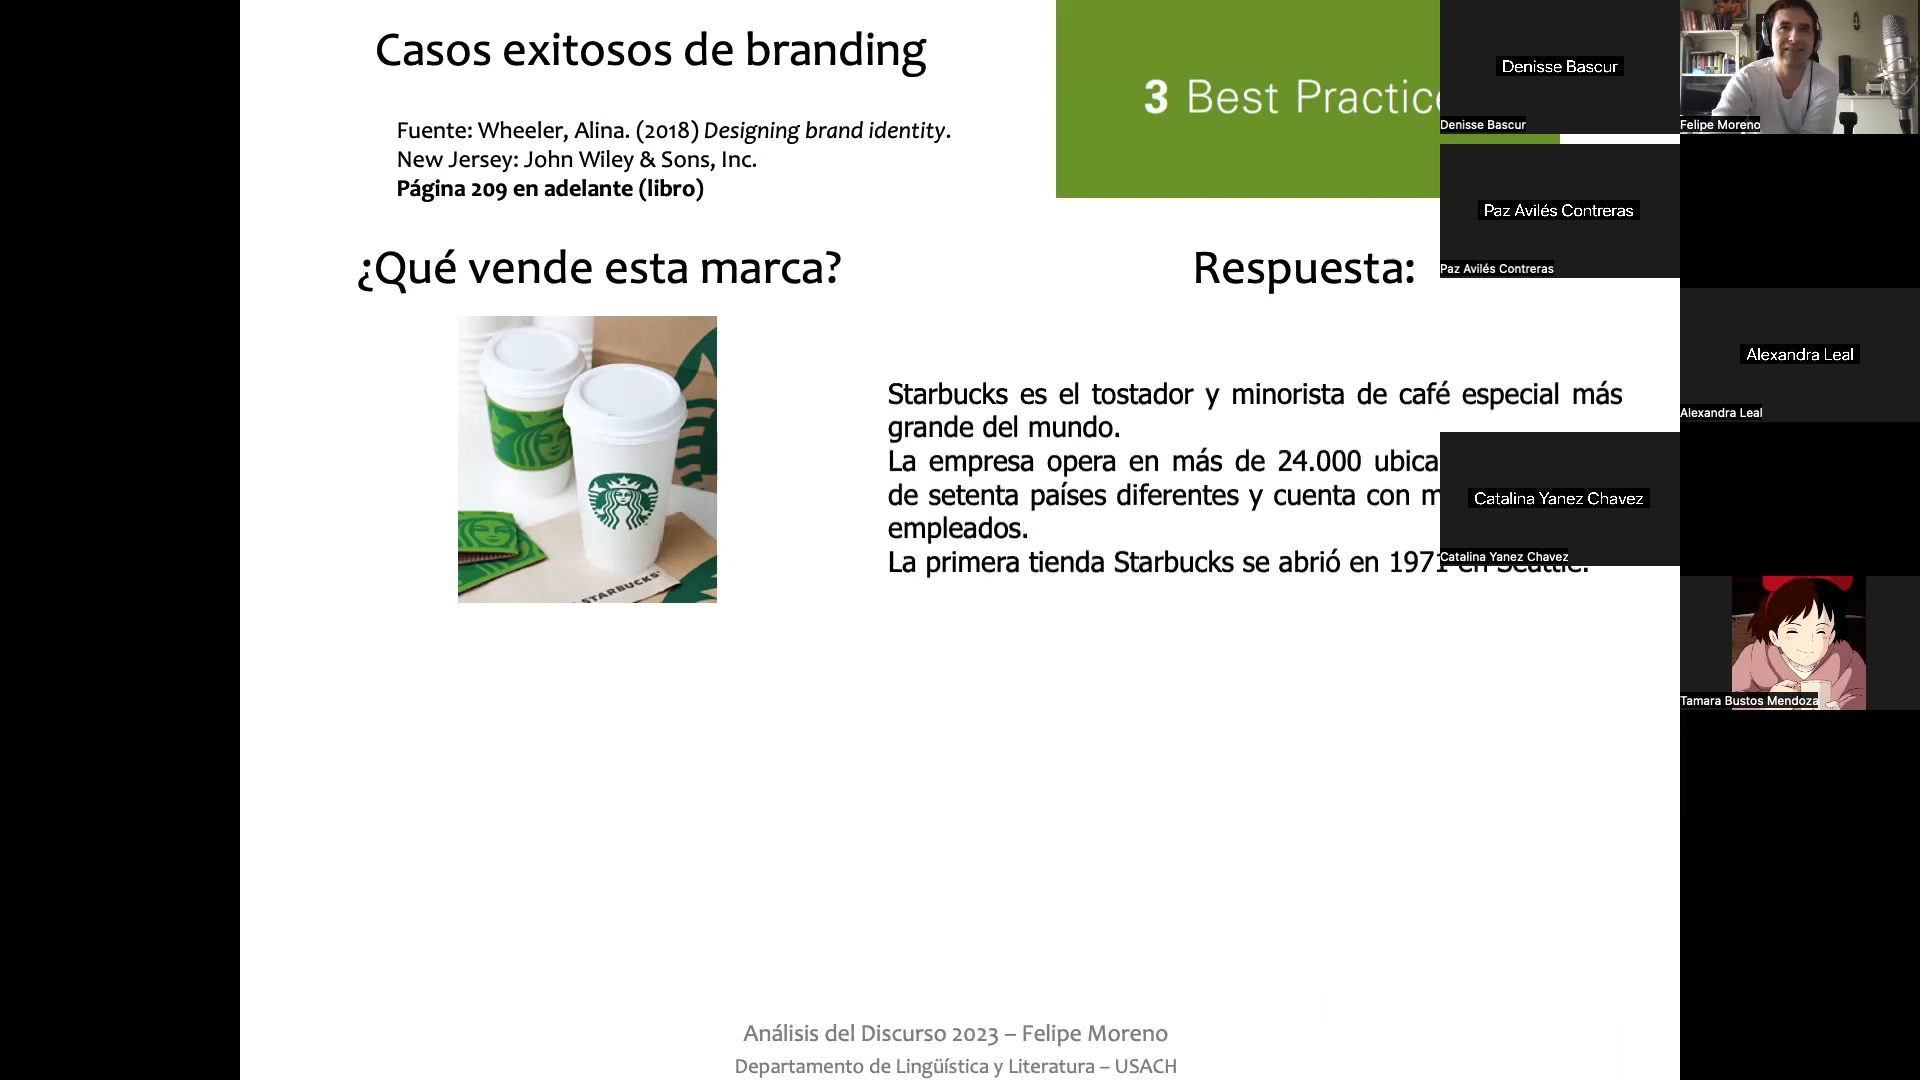 Casos exitosos de branding
Fuente: Wheeler, Alina. (2018) Designing brand identity.
New Jersey: John Wiley & Sons, Inc.
Página 209 en adelante (libro)
3 Best Practice
¿Qué vende esta marca?
Respuesta:
STARBUCKS
Starbucks es el tostador y minorista de café especial más
grande del mundo.
La empresa opera en más de 24.000
de setenta países diferentes y cuenta con
empleados.
La primera tienda Starbucks se abrió en 1971 en Seattle.
Análisis del Discurso 2023 – Felipe Moreno
Departamento de Lingüística y Literatura – USACH
Denisse Bascur
Denisse Bascur
Felipe Moreno
Paz Avilés Contreras
Paz Avilés Contreras
Alexandra Leal
Alexandra Leal
Catalina Yanez Chavez
Catalina Yanez Chavez
Tamara Bustos Mendoza